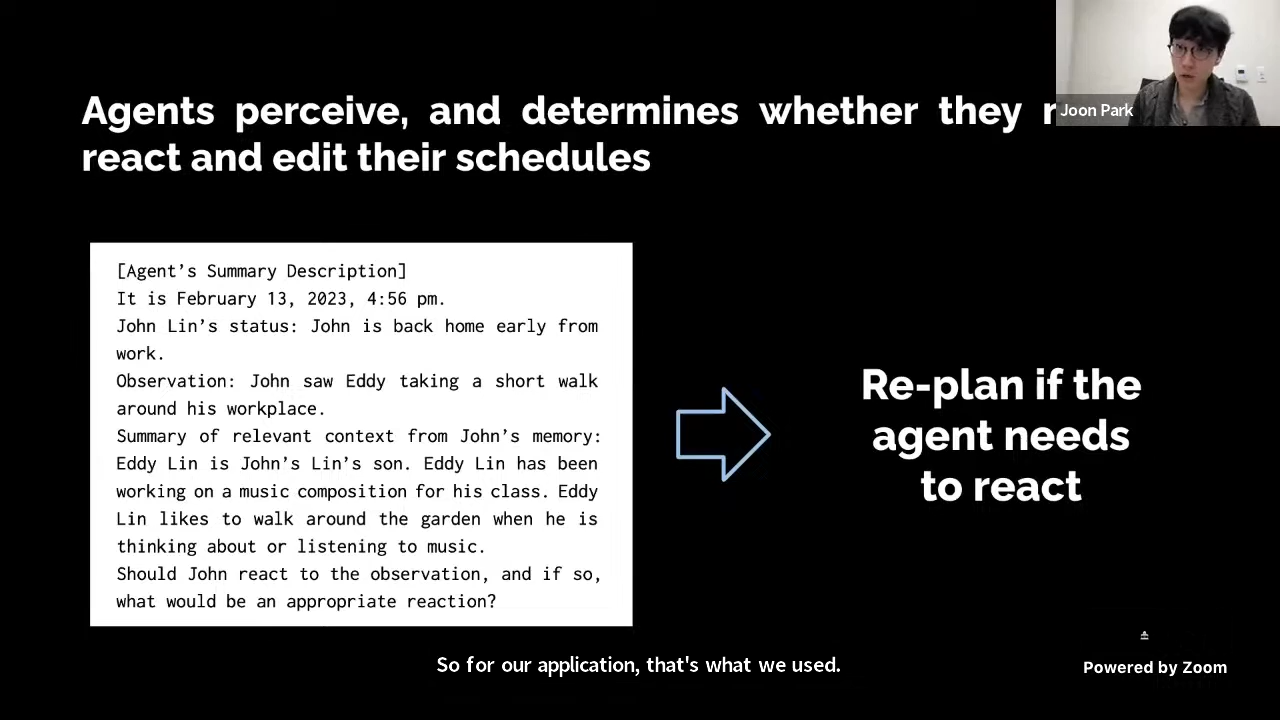 Agents perceive, and determines whether they
react and edit their schedules
Joon Park
[Agent's Summary Description]
It is February 13, 2023, 4:56 pm.
John Lin's status: John is back home early from
work.
Observation: John saw Eddy taking a short walk
around his workplace.
Summary of relevant context from John's memory:
Eddy Lin is John's Lin's son. Eddy Lin has been
working on a music composition for his class. Eddy
Lin likes to walk around the garden when he is
thinking about or listening to music.
Should John react to the observation, and if so,
what would be an appropriate reaction?
Re-plan if the
agent needs
to react
So for our application, that's what we used.
Powered by Zoom